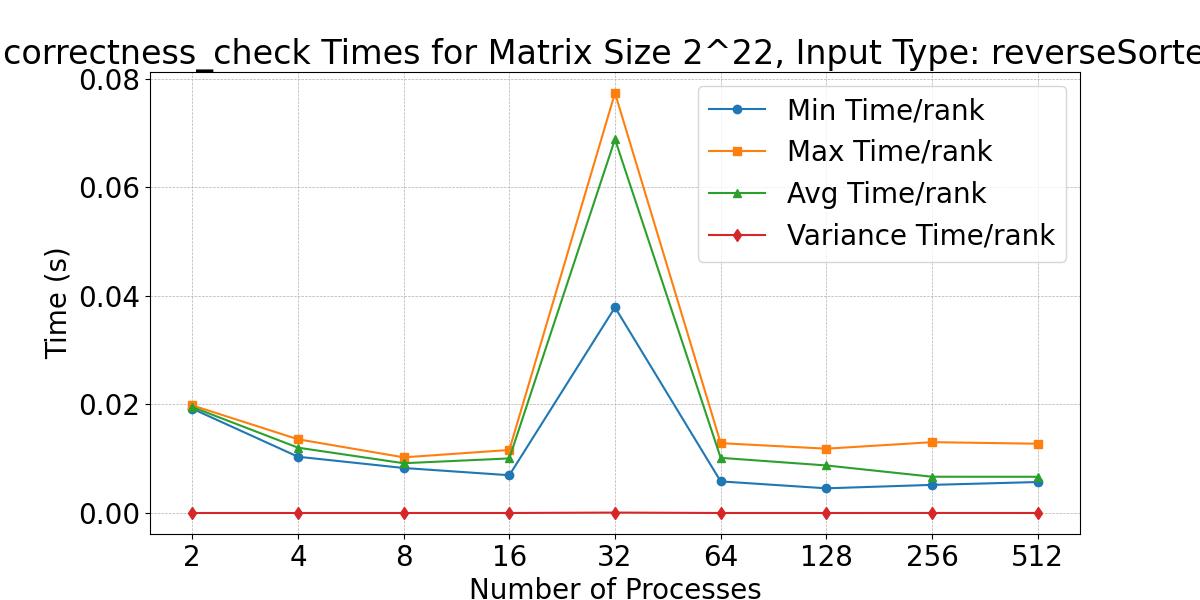 correctness_check Times for Matrix Size 2^22, Input Type: reverseSorte
0.08
0.06
0.04
0.02
0.00
Time (s)
Min Time/rank
Max Time/rank
Avg Time/rank
Variance Time/rank
2 4 8 16 32 64 128 256 512
Number of Processes